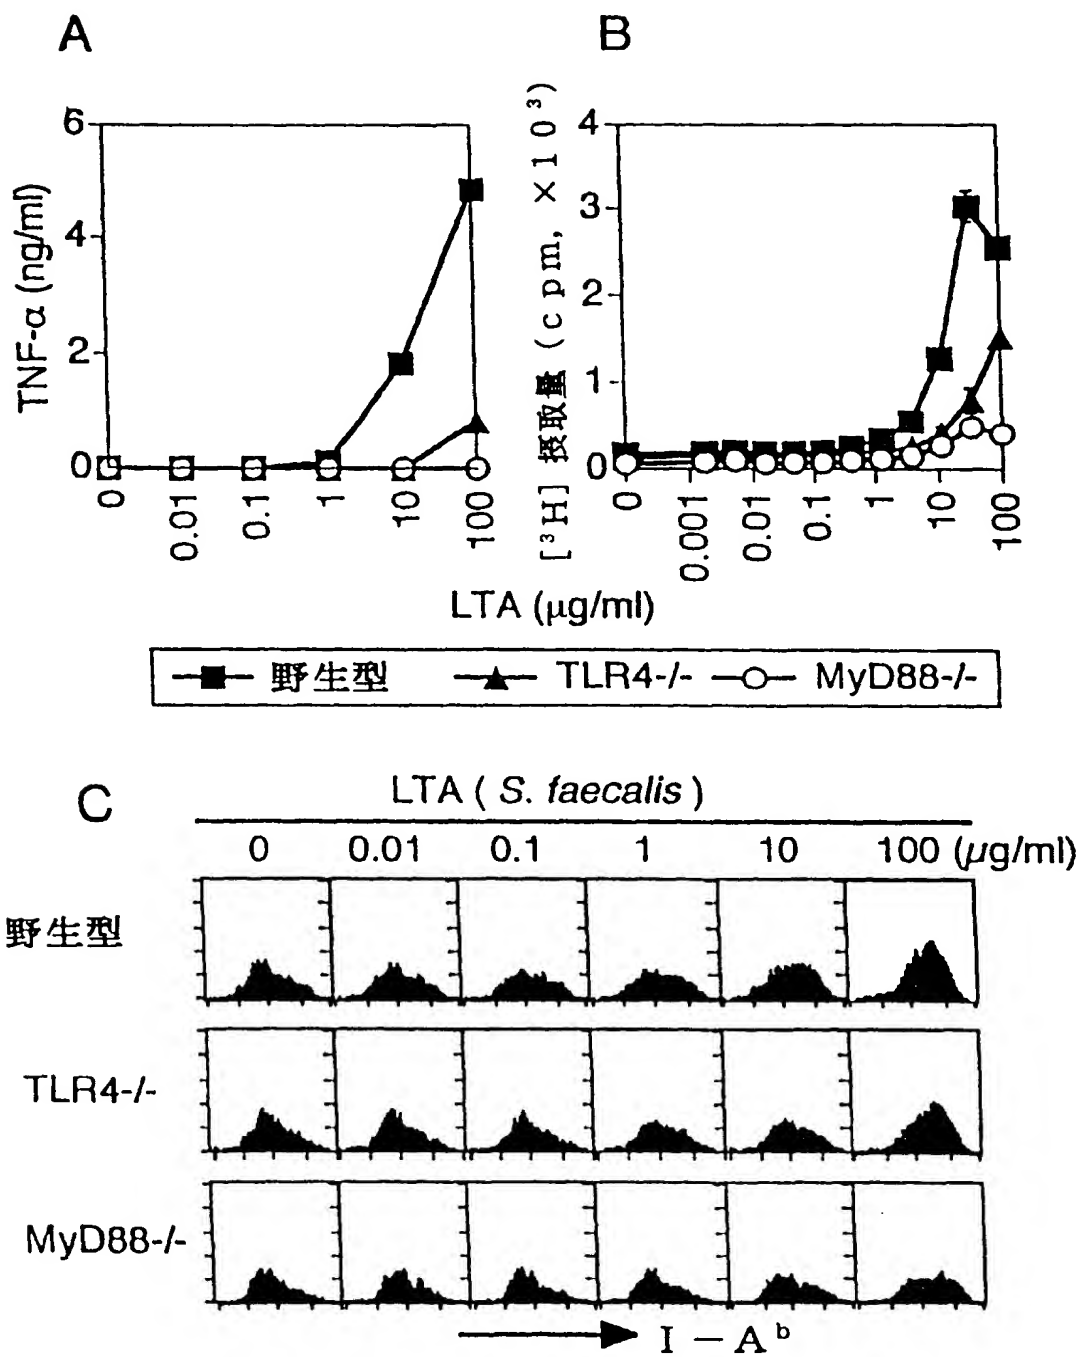 A
B
TNF-α (ng/ml)
6
4
2
0
0 0.01 0.1 1 10 100
[³H] 摂取量 (cpm, ×10³)
4
3
2
1
0
0 0.001 0.01 0.1 1 10 100
LTA (μg/ml)
野生型 TLR4-/- MyD88-/-
C
LTA ( S. faecalis )
0 0.01 0.1 1 10 100 (μg/ml)
野生型
TLR4-/-
MyD88-/-
I－Aᵇ